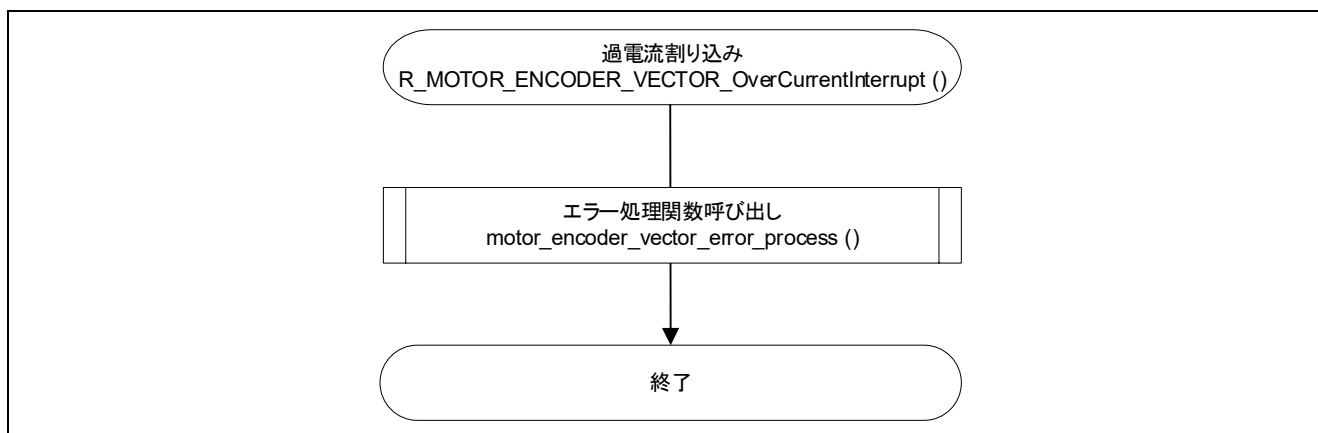 過電流割り込み
R_MOTOR_ENCODER_VECTOR_OverCurrentInterrupt ()
エラー処理関数呼び出し
motor_encoder_vector_error_process ()
終了